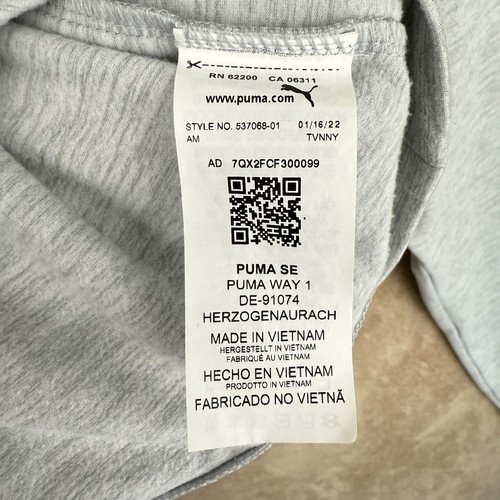 RN 62200 CA 06311
www.puma.com
STYLE NO. 537068-01 01/16/22
AM TVNNY
AD 7QX2FCF300099
PUMA SE
PUMA WAY 1
DE-91074
HERZOGENAURACH
MADE IN VIETNAM
HERGESTELLT IN VIETNAM
FABRIQUÉ AU VIETNAM
HECHO EN VIETNAM
PRODOTTO IN VIETNAM
FABRICADO NO VIETNÃ